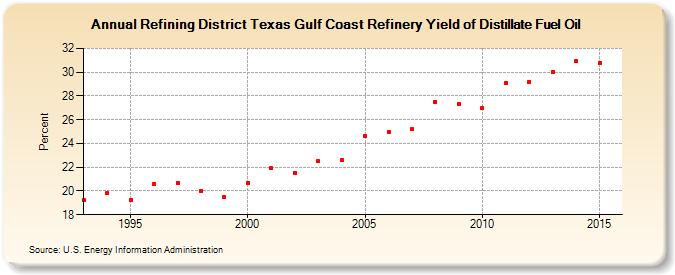 Annual Refining District Texas Gulf Coast Refinery Yield of Distillate Fuel Oil
Percent
32
30
28
26
24
22
20
18
1995 2000 2005 2010 2015
Source: U.S. Energy Information Administration